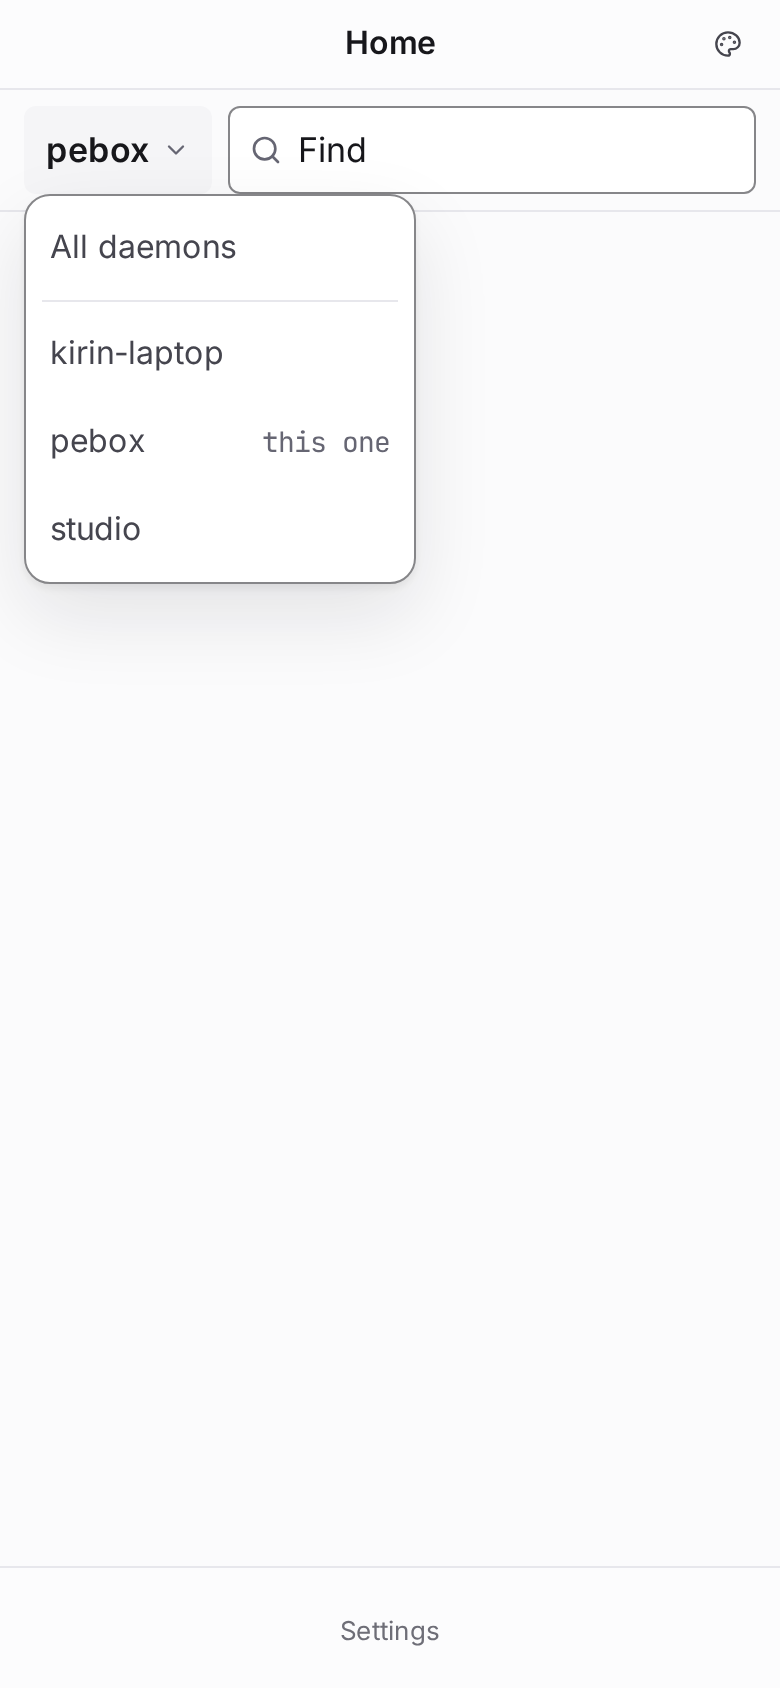 Home
pebox
Find
All daemons
kirin-laptop
pebox this one
studio
Settings